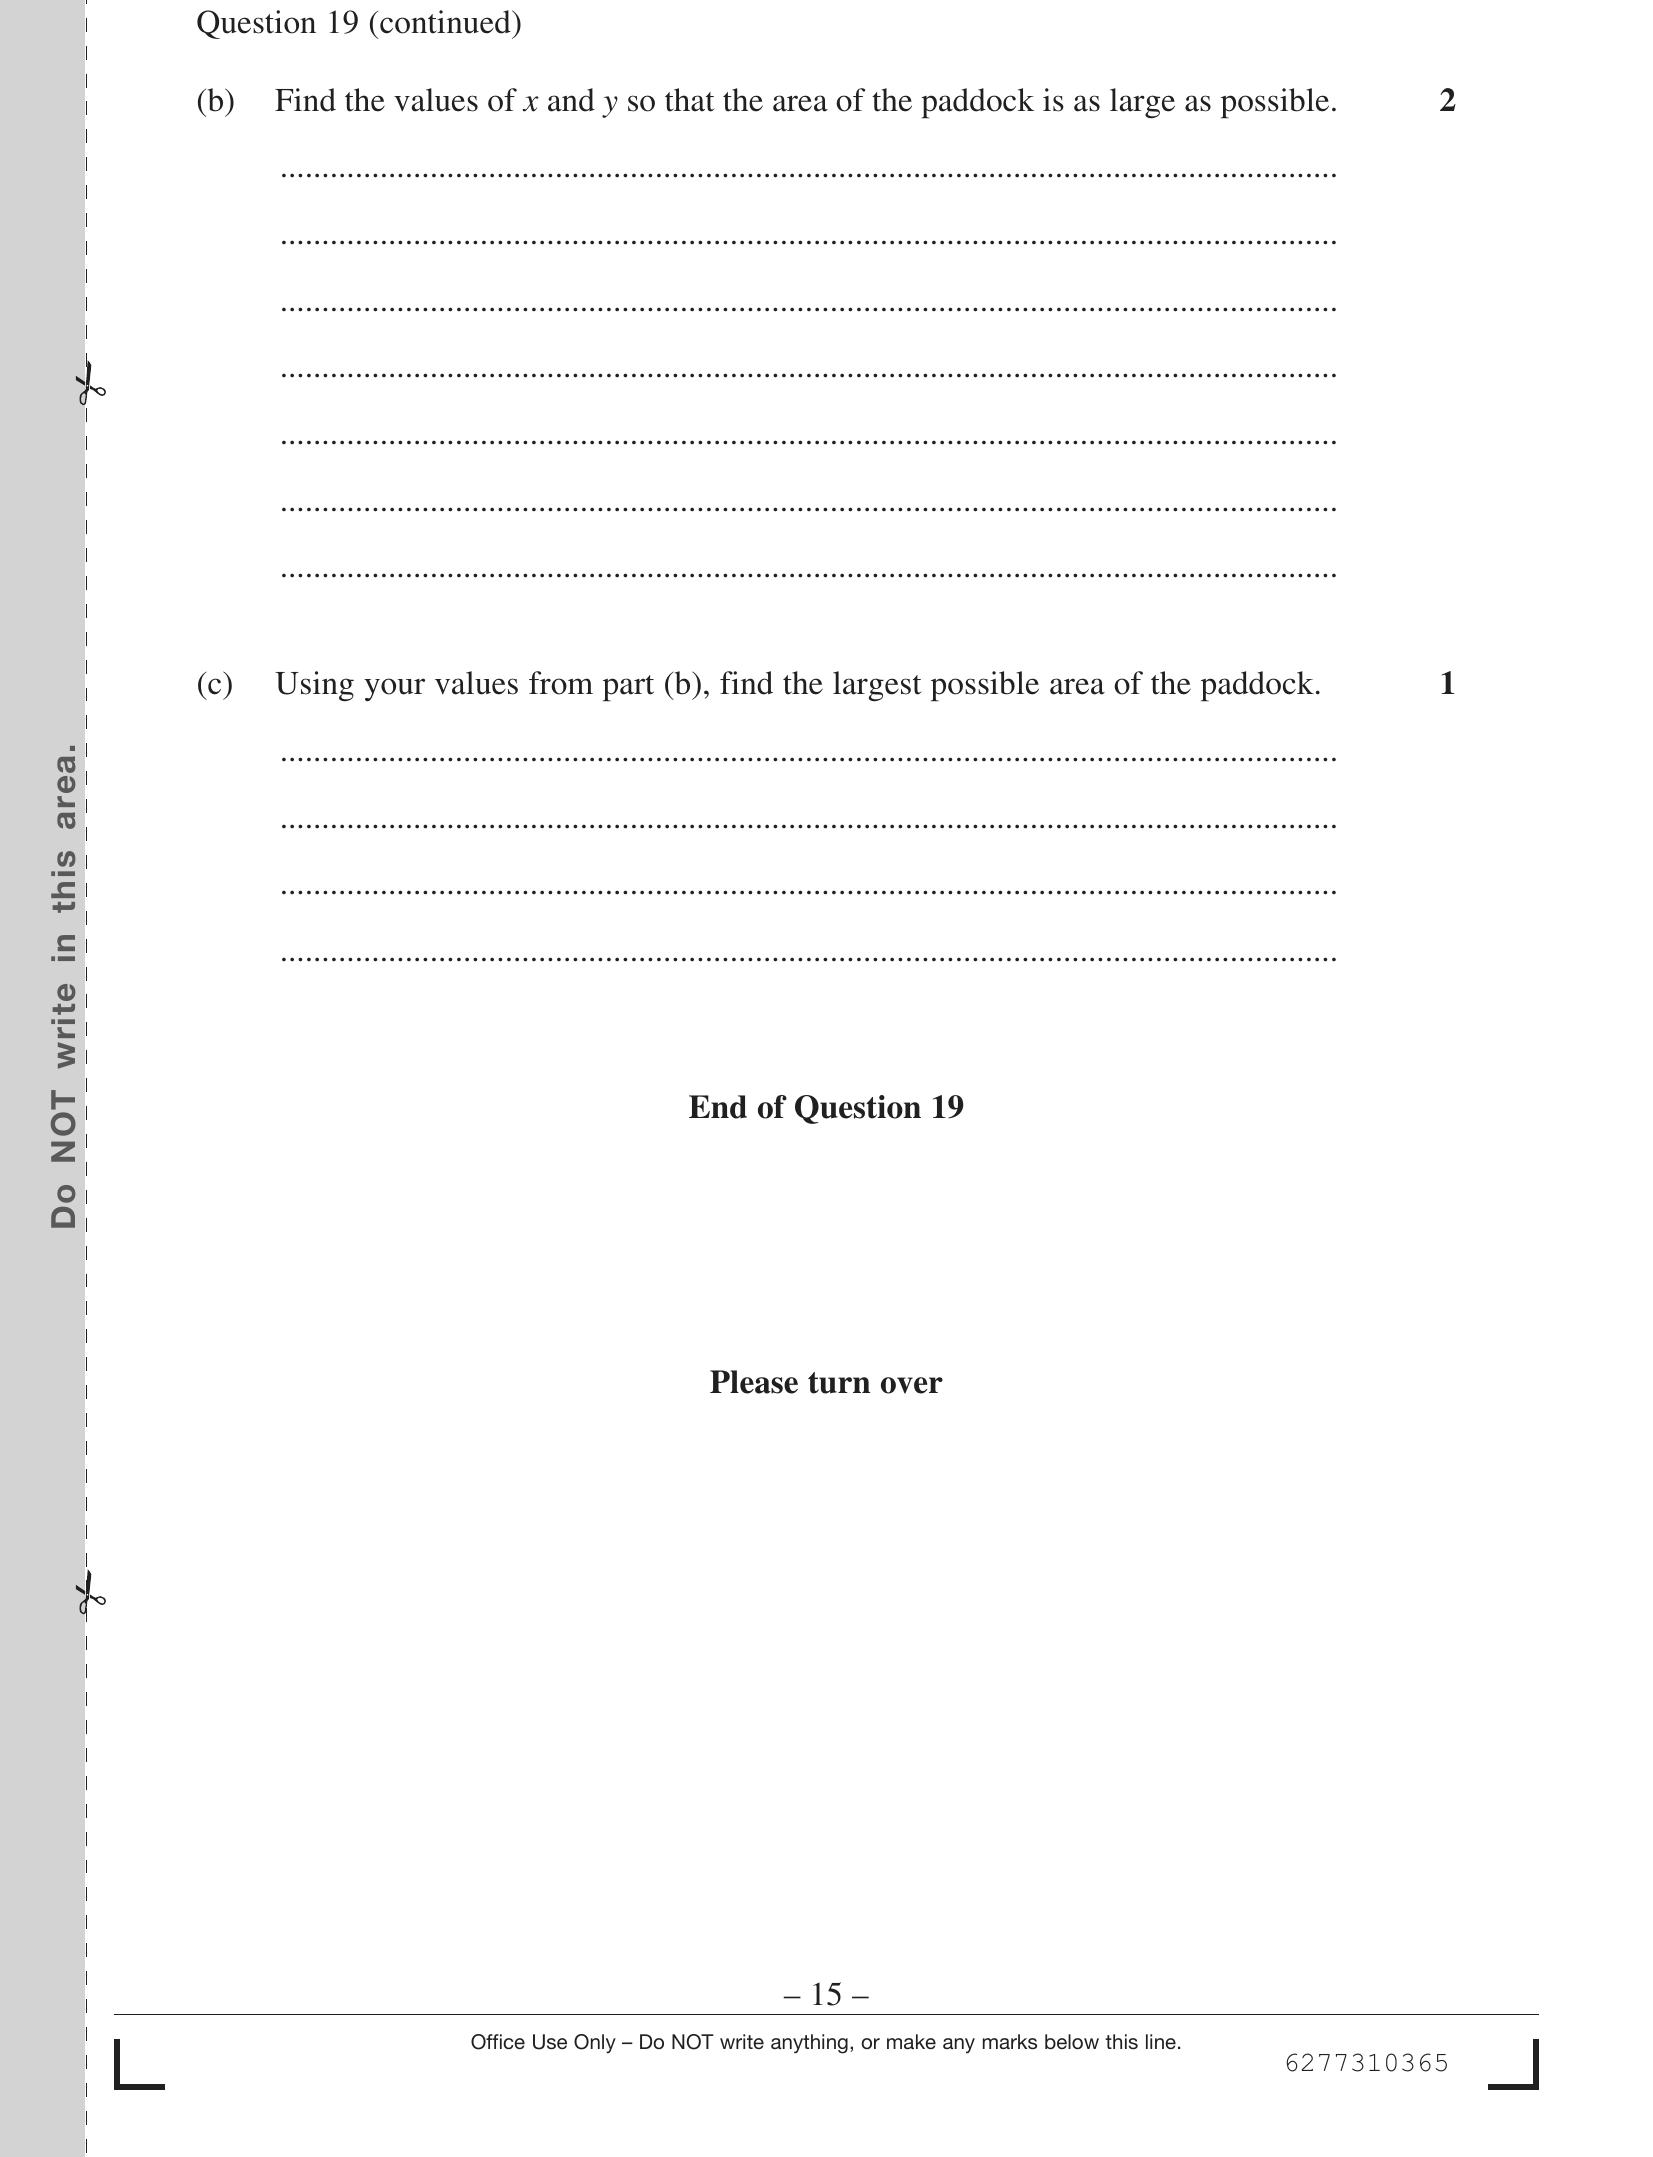 Question 19 (continued)
(b) Find the values of x and y so that the area of the paddock is as large as possible. 2
(c) Using your values from part (b), find the largest possible area of the paddock. 1
Do NOT write in this area.
End of Question 19
Please turn over
– 15 –
Office Use Only – Do NOT write anything, or make any marks below this line.
6277310365